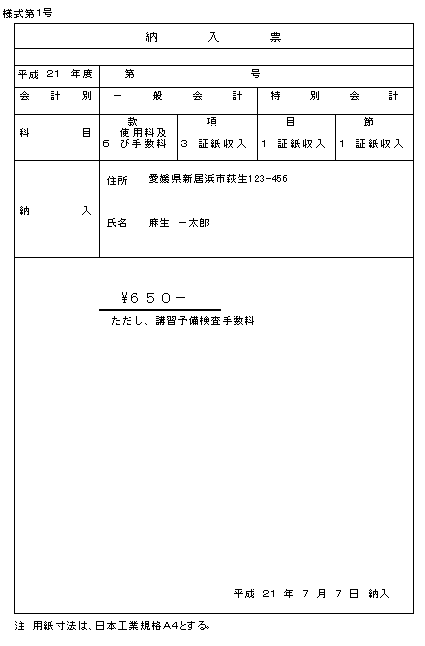 様式第1号
納 入 票
平成 21 年度 第 号
会 計 別 一 般 会 計 特 別 会 計
科 目 款 項 目 節
6 使用料及び手数料 3 証紙収入 1 証紙収入 1 証紙収入
納 入 住所 愛媛県新居浜市萩生123-456
氏名 麻生 一太郎
¥650-
ただし、講習予備検査手数料
平成 21 年 7 月 7 日 納入
注 用紙寸法は、日本工業規格A4とする。